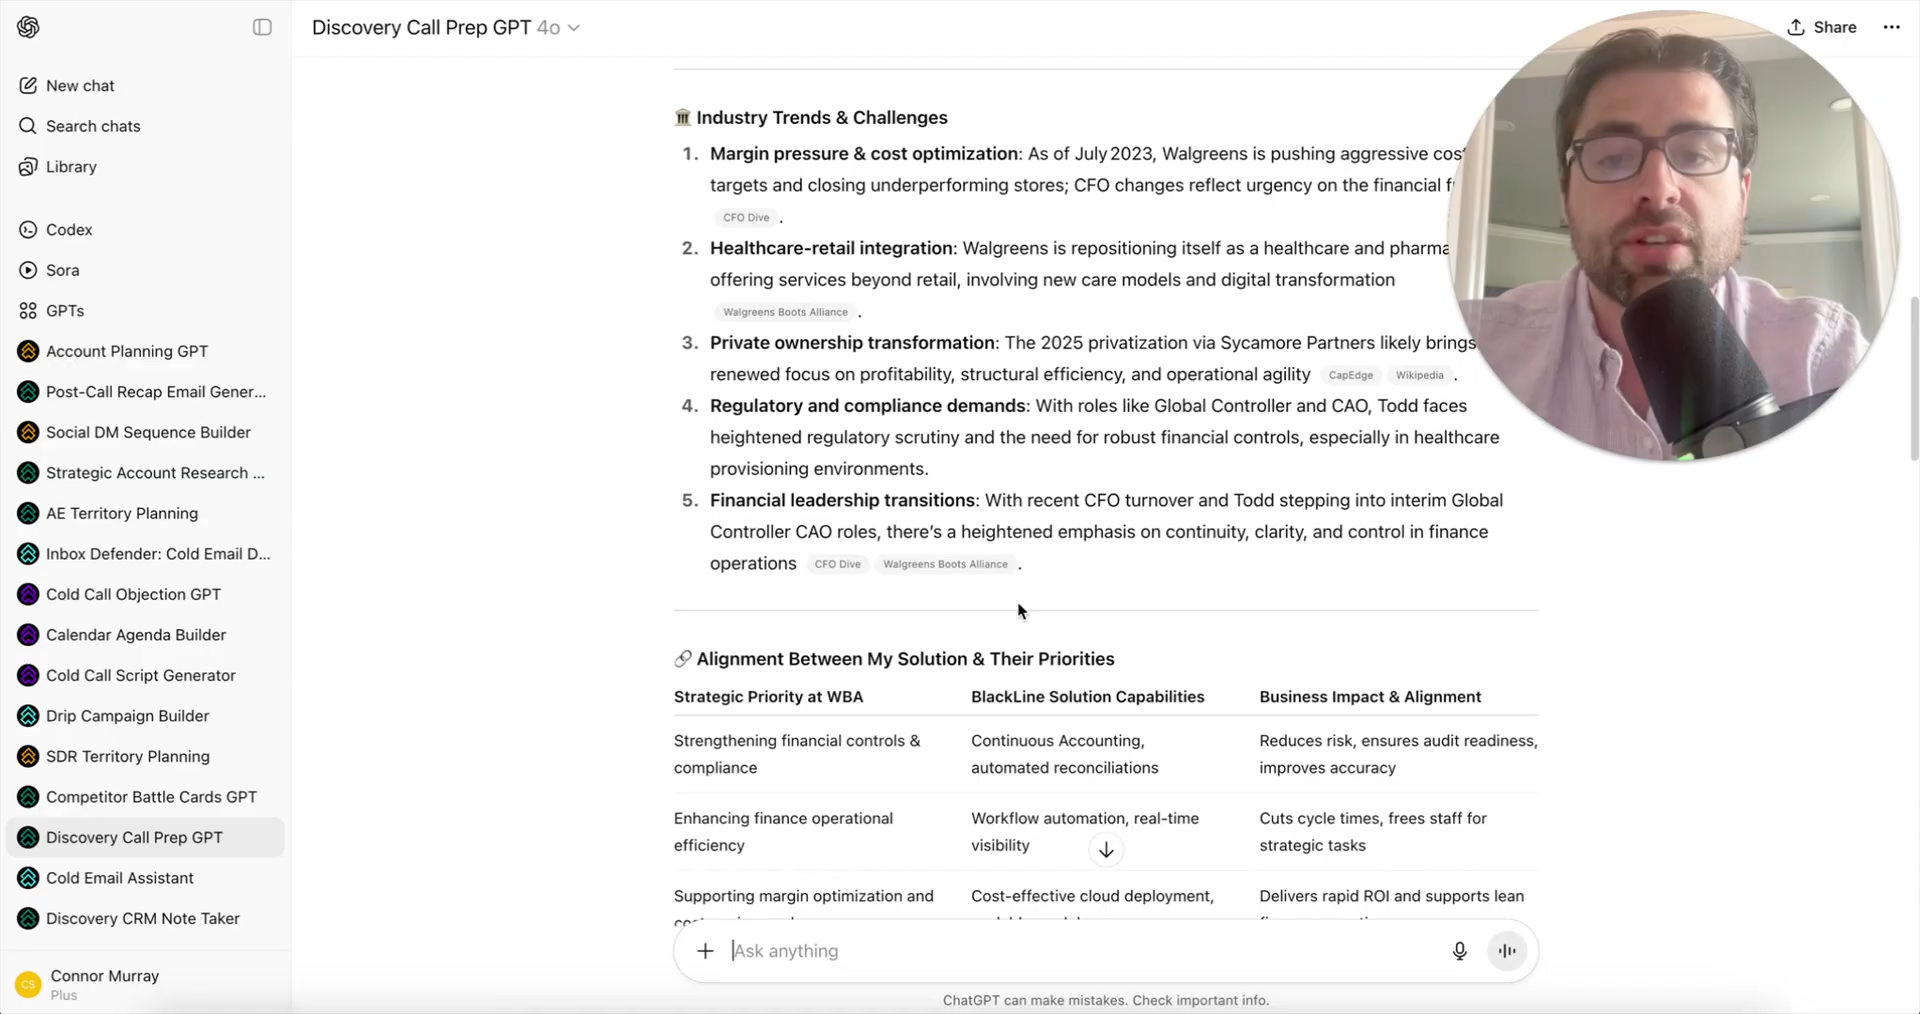 Discovery Call Prep GPT 4o
Share
New chat
Search chats
Library
Codex
Sora
GPTs
Account Planning GPT
Post-Call Recap Email Gener...
Social DM Sequence Builder
Strategic Account Research ...
AE Territory Planning
Inbox Defender: Cold Email D...
Cold Call Objection GPT
Calendar Agenda Builder
Cold Call Script Generator
Drip Campaign Builder
SDR Territory Planning
Competitor Battle Cards GPT
Discovery Call Prep GPT
Cold Email Assistant
Discovery CRM Note Taker
CS
Connor Murray
Plus
Industry Trends & Challenges
1. Margin pressure & cost optimization: As of July 2023, Walgreens is pushing aggressive
targets and closing underperforming stores; CFO changes reflect urgency on the financial
CFO Dive .
2. Healthcare-retail integration: Walgreens is repositioning itself as a healthcare and
offering services beyond retail, involving new care models and digital transformation
Walgreens Boots Alliance .
3. Private ownership transformation: The 2025 privatization via Sycamore Partners likely brings
renewed focus on profitability, structural efficiency, and operational agility CapEdge Wikipedia .
4. Regulatory and compliance demands: With roles like Global Controller and CAO, Todd faces
heightened regulatory scrutiny and the need for robust financial controls, especially in healthcare
provisioning environments.
5. Financial leadership transitions: With recent CFO turnover and Todd stepping into interim Global
Controller CAO roles, there's a heightened emphasis on continuity, clarity, and control in finance
operations CFO Dive Walgreens Boots Alliance .
Alignment Between My Solution & Their Priorities
Strategic Priority at WBA BlackLine Solution Capabilities Business Impact & Alignment
Strengthening financial controls & Continuous Accounting, Reduces risk, ensures audit readiness,
compliance automated reconciliations improves accuracy
Enhancing finance operational Workflow automation, real-time Cuts cycle times, frees staff for
efficiency visibility strategic tasks
Supporting margin optimization and Cost-effective cloud deployment, Delivers rapid ROI and supports lean
Ask anything
ChatGPT can make mistakes. Check important info.